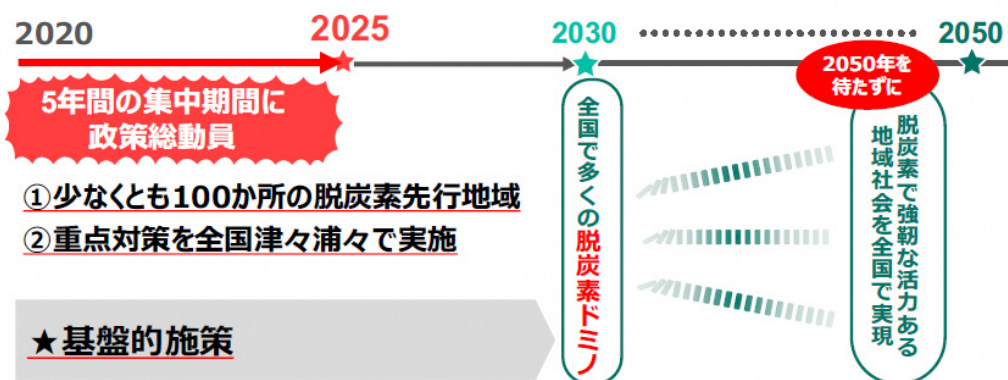 2020
2025
2030
2050
5年間の集中期間に
政策総動員
①少なくとも100か所の脱炭素先行地域
②重点対策を全国津々浦々で実施
★基盤的施策
全国で多くの脱炭素ドミノ
2050年を
待たずに
脱炭素で強靭な活力ある
地域社会を全国で実現